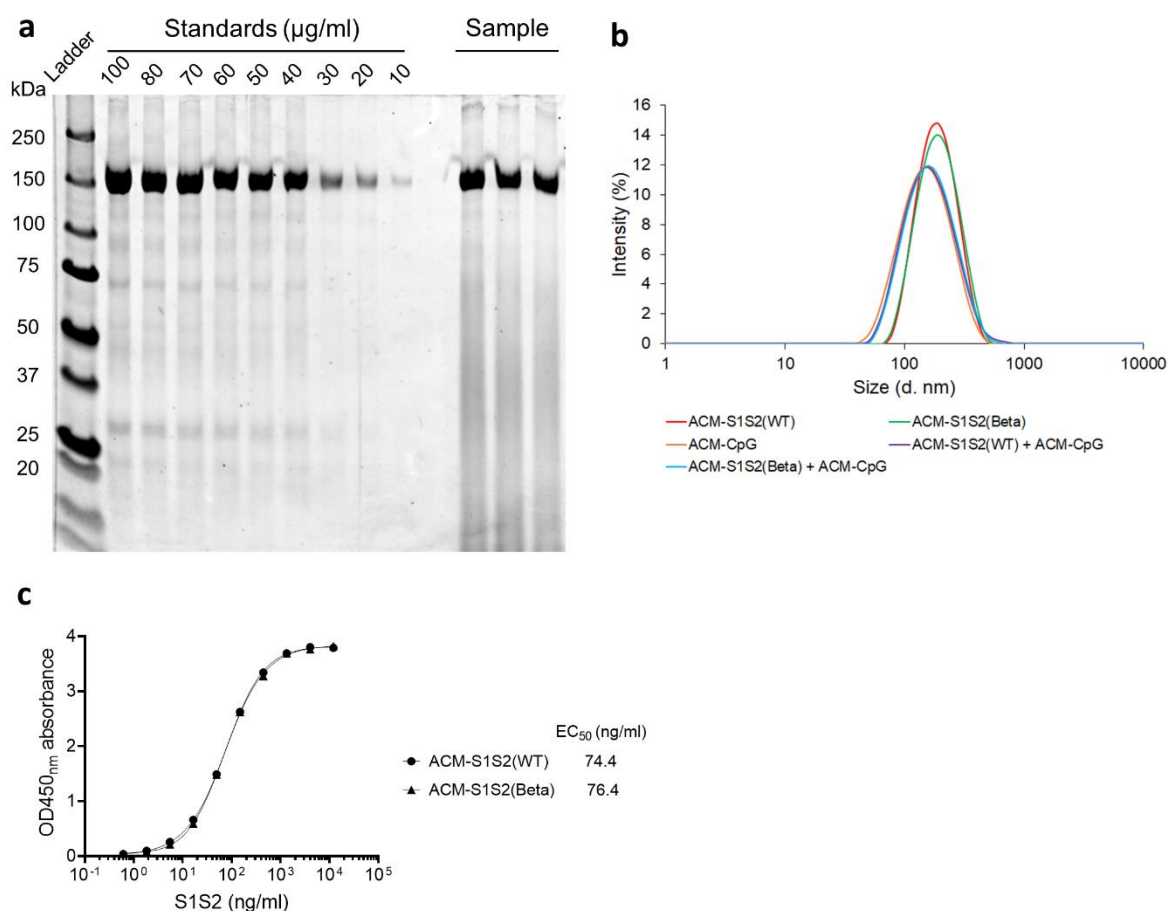 a
Standards (µg/ml)
Sample
Ladder
100 80 70 60 50 40 30 20 10
kDa
250
150
100
75
50
37
25
20
b
16
14
12
10
8
6
4
2
0
Intensity (%)
1 10 100 1000 10000
Size (d. nm)
ACM-S1S2(WT) ACM-S1S2(Beta)
ACM-CpG ACM-S1S2(WT) + ACM-CpG
ACM-S1S2(Beta) + ACM-CpG
c
4
3
2
1
0
OD450nm absorbance
10-1 100 101 102 103 104 105
S1S2 (ng/ml)
EC50 (ng/ml)
ACM-S1S2(WT) 74.4
ACM-S1S2(Beta) 76.4